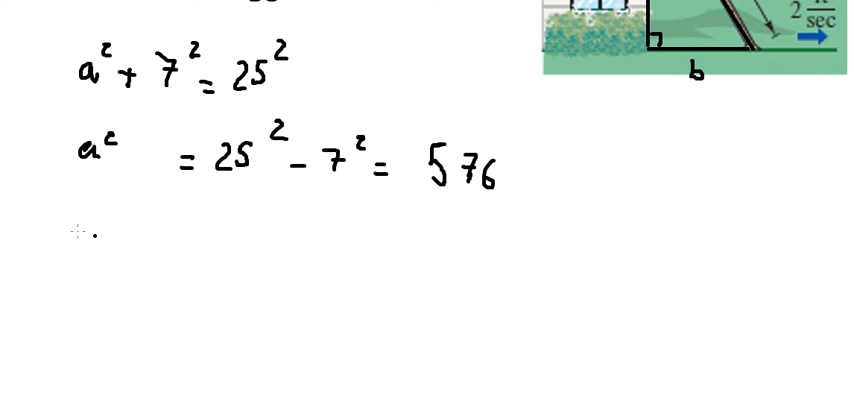 2 ft/sec
b
a² + 7² = 25²
a² = 25² - 7² = 576